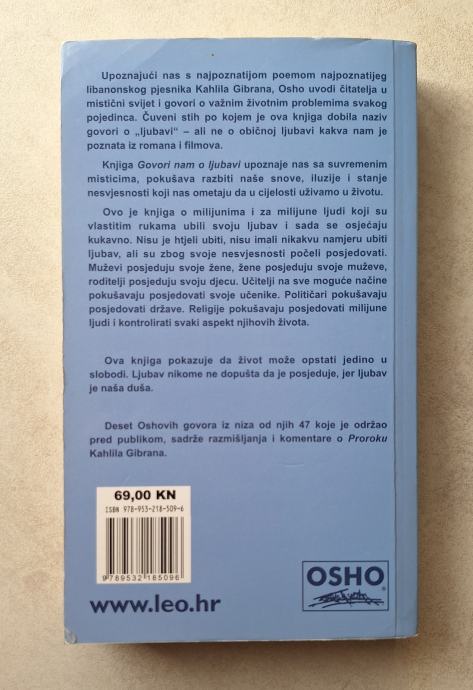 Upoznajući nas s najpoznatijom poemom najpoznatijeg
libanonskog pjesnika Kahlila Gibrana, Osho uvodi čitatelja u
mistični svijet i govori o važnim životnim problemima svakog
pojedinca. Čuveni stih po kojem je ova knjiga dobila naziv
govori o „ljubavi“ – ali ne o običnoj ljubavi kakva nam je
poznata iz romana i filmova.
Knjiga Govori nam o ljubavi upoznaje nas sa suvremenim
misticima, pokušava razbiti naše snove, iluzije i stanje
nesvjesnosti koji nas ometaju da u cijelosti uživamo u životu.
Ovo je knjiga o milijunima i za milijune ljudi koji su
vlastitim rukama ubili svoju ljubav i sada se osjećaju
kukavno. Nisu je htjeli ubiti, nisu imali nikakvu namjeru ubiti
ljubav, ali su zbog svoje nesvjesnosti počeli posjedovati.
Muževi posjeduju svoje žene, žene posjeduju svoje muževe,
roditelji posjeduju svoju djecu. Učitelji na sve moguće načine
pokušavaju posjedovati svoje učenike. Političari pokušavaju
posjedovati države. Religije pokušavaju posjedovati milijune
ljudi i kontrolirati svaki aspekt njihovih života.
Ova knjiga pokazuje da život može opstati jedino u
slobodi. Ljubav nikome ne dopušta da je posjeduje, jer ljubav
je naša duša.
Deset Oshovih govora iz niza od njih 47 koje je održao
pred publikom, sadrže razmišljanja i komentare o Proroku
Kahlila Gibrana.
69,00 KN
ISBN 978-953-218-509-6
9 789532 185096
www.leo.hr
OSHO
®